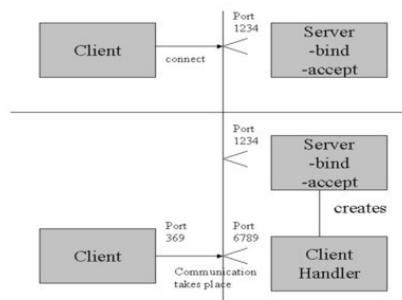 Port
1234
Client
connect
Server
-bind
-accept
Port
1234
Server
-bind
-accept
creates
Port
369
Port
6789
Client
Communication
takes place
Client
Handler